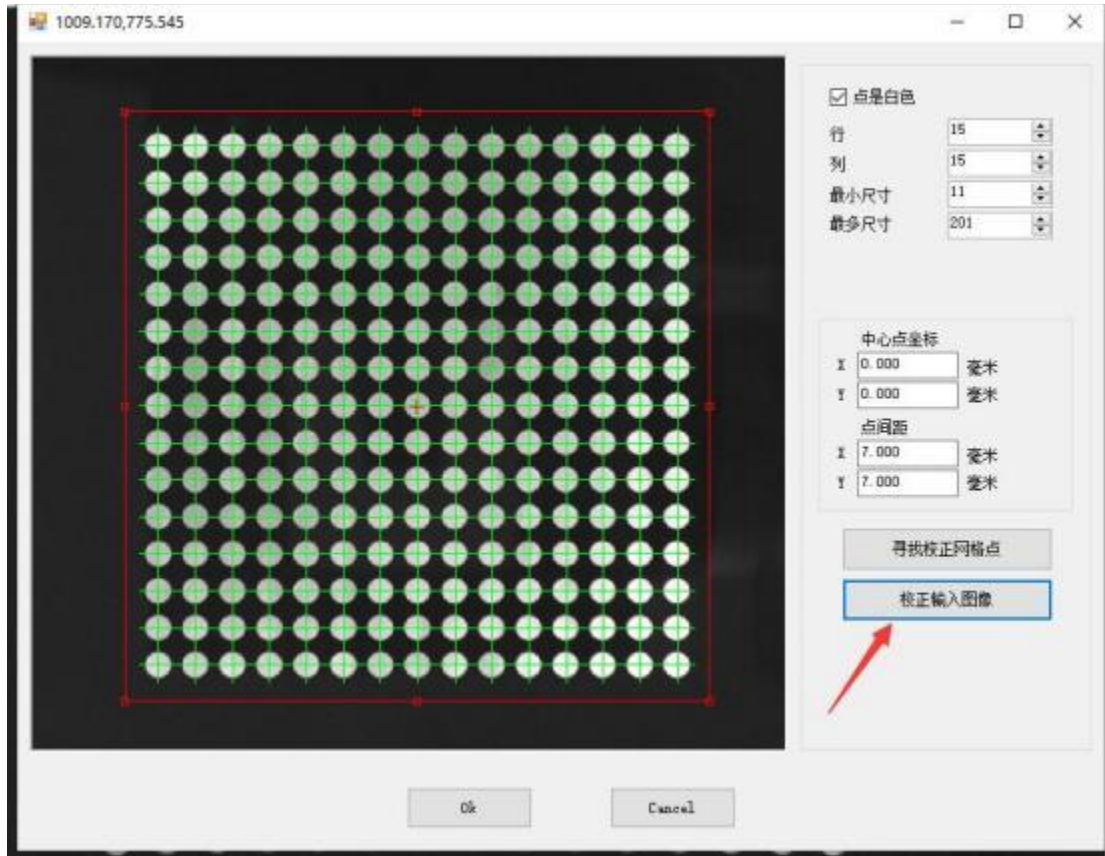 1009.170,775.545
点是白色
行 15
列 15
最小尺寸 11
最多尺寸 201
中心点坐标
X 0.000 毫米
Y 0.000 毫米
点间距
X 7.000 毫米
Y 7.000 毫米
寻找校正网格点
校正输入图像
Ok Cancel